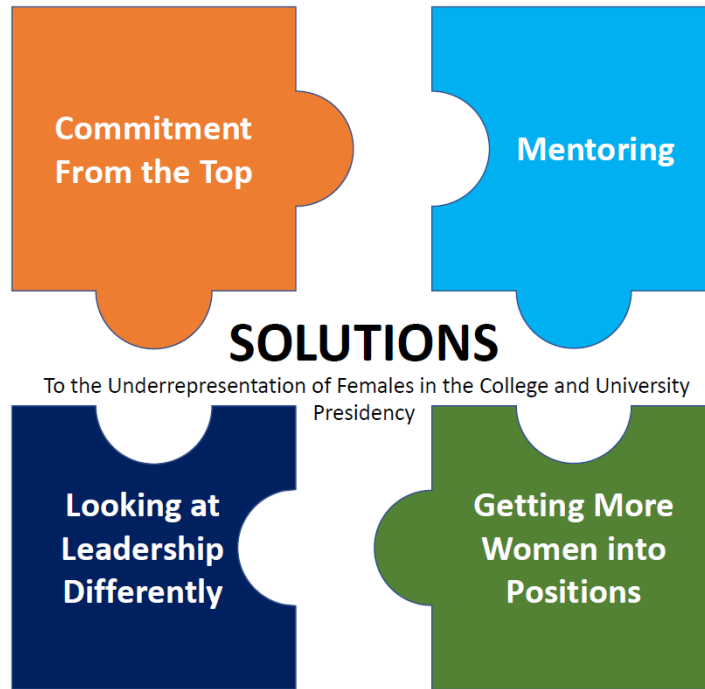 Commitment
From the Top
Mentoring
SOLUTIONS
To the Underrepresentation of Females in the College and University
Presidency
Looking at
Leadership
Differently
Getting More
Women into
Positions